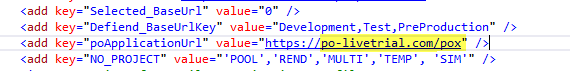 <add key="Selected_BaseUrl" value="0" />
<add key="Defiend_BaseUrlKey" value="Development,Test,PreProduction" />
<add key="poApplicationUrl" value="https://po-livetrial.com/pox" />
<add key="NO_PROJECT" value="'POOL','REND','MULTI','TEMP', 'SIM'" />